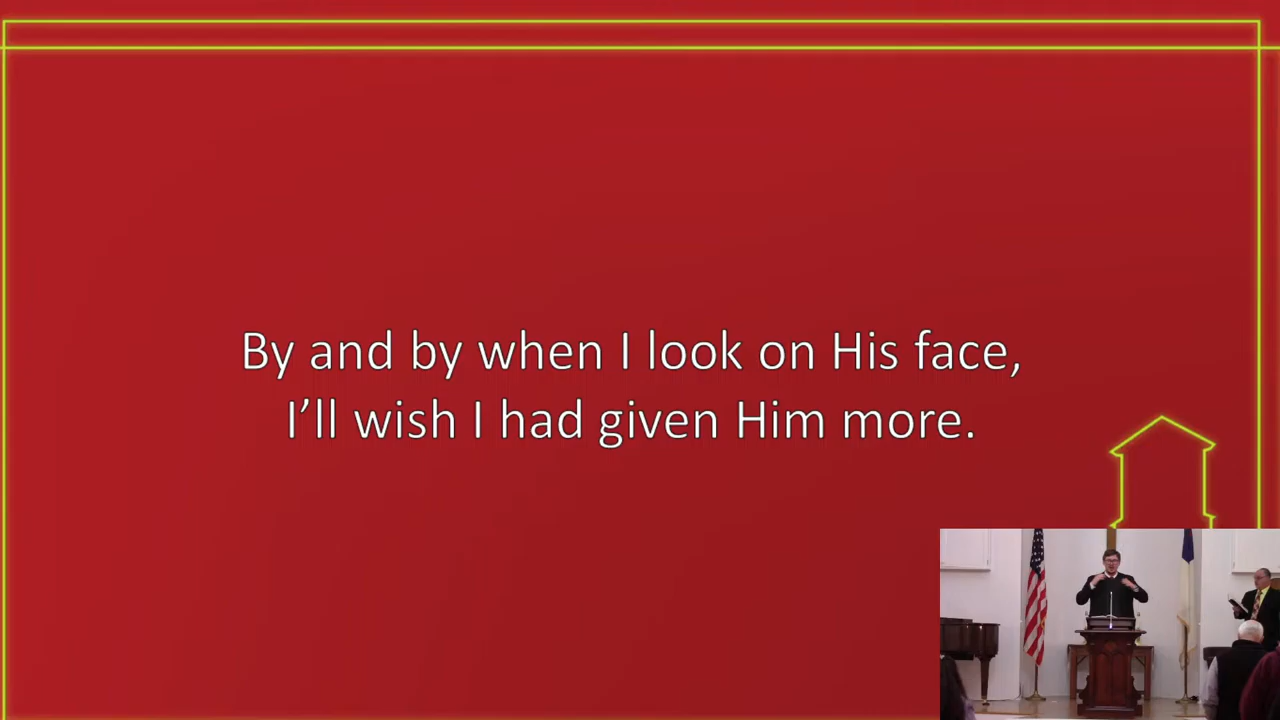 By and by when I look on His face,
I’ll wish I had given Him more.